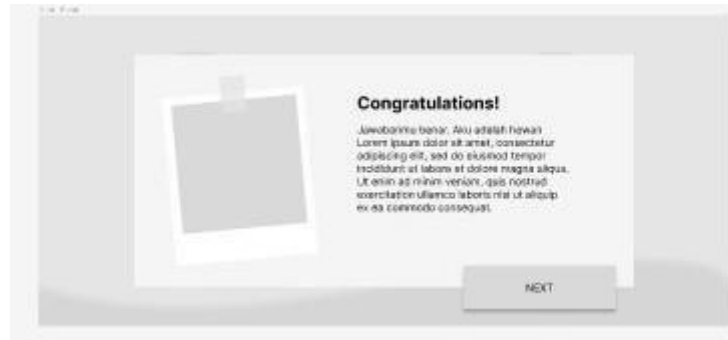 Congratulations!
Jawabanmu benar. Aku adalah hewan
Lorem ipsum dolor sit amet, consectetur
adipiscing elit, sed do eiusmod tempor
incididunt ut labore et dolore magna aliqua.
Ut enim ad minim veniam, quis nostrud
exercitation ullamco laboris nisi ut aliquip
ex ea commodo consequat.
NEXT